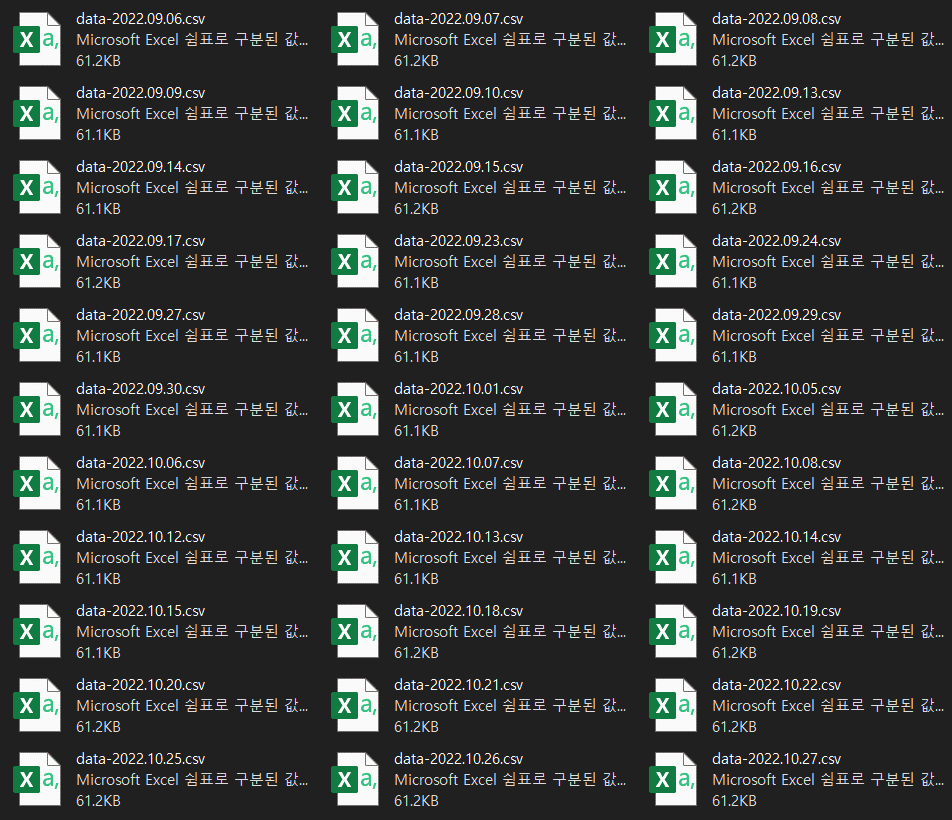 data-2022.09.06.csv
Microsoft Excel 쉼표로 구분된 값...
61.2KB
data-2022.09.07.csv
Microsoft Excel 쉼표로 구분된 값...
61.2KB
data-2022.09.08.csv
Microsoft Excel 쉼표로 구분된 값...
61.2KB
data-2022.09.09.csv
Microsoft Excel 쉼표로 구분된 값...
61.1KB
data-2022.09.10.csv
Microsoft Excel 쉼표로 구분된 값...
61.1KB
data-2022.09.13.csv
Microsoft Excel 쉼표로 구분된 값...
61.1KB
data-2022.09.14.csv
Microsoft Excel 쉼표로 구분된 값...
61.1KB
data-2022.09.15.csv
Microsoft Excel 쉼표로 구분된 값...
61.2KB
data-2022.09.16.csv
Microsoft Excel 쉼표로 구분된 값...
61.2KB
data-2022.09.17.csv
Microsoft Excel 쉼표로 구분된 값...
61.2KB
data-2022.09.23.csv
Microsoft Excel 쉼표로 구분된 값...
61.1KB
data-2022.09.24.csv
Microsoft Excel 쉼표로 구분된 값...
61.1KB
data-2022.09.27.csv
Microsoft Excel 쉼표로 구분된 값...
61.1KB
data-2022.09.28.csv
Microsoft Excel 쉼표로 구분된 값...
61.1KB
data-2022.09.29.csv
Microsoft Excel 쉼표로 구분된 값...
61.1KB
data-2022.09.30.csv
Microsoft Excel 쉼표로 구분된 값...
61.1KB
data-2022.10.01.csv
Microsoft Excel 쉼표로 구분된 값...
61.1KB
data-2022.10.05.csv
Microsoft Excel 쉼표로 구분된 값...
61.2KB
data-2022.10.06.csv
Microsoft Excel 쉼표로 구분된 값...
61.1KB
data-2022.10.07.csv
Microsoft Excel 쉼표로 구분된 값...
61.1KB
data-2022.10.08.csv
Microsoft Excel 쉼표로 구분된 값...
61.2KB
data-2022.10.12.csv
Microsoft Excel 쉼표로 구분된 값...
61.1KB
data-2022.10.13.csv
Microsoft Excel 쉼표로 구분된 값...
61.1KB
data-2022.10.14.csv
Microsoft Excel 쉼표로 구분된 값...
61.1KB
data-2022.10.15.csv
Microsoft Excel 쉼표로 구분된 값...
61.1KB
data-2022.10.18.csv
Microsoft Excel 쉼표로 구분된 값...
61.2KB
data-2022.10.19.csv
Microsoft Excel 쉼표로 구분된 값...
61.2KB
data-2022.10.20.csv
Microsoft Excel 쉼표로 구분된 값...
61.2KB
data-2022.10.21.csv
Microsoft Excel 쉼표로 구분된 값...
61.2KB
data-2022.10.22.csv
Microsoft Excel 쉼표로 구분된 값...
61.2KB
data-2022.10.25.csv
Microsoft Excel 쉼표로 구분된 값...
61.2KB
data-2022.10.26.csv
Microsoft Excel 쉼표로 구분된 값...
61.2KB
data-2022.10.27.csv
Microsoft Excel 쉼표로 구분된 값...
61.2KB